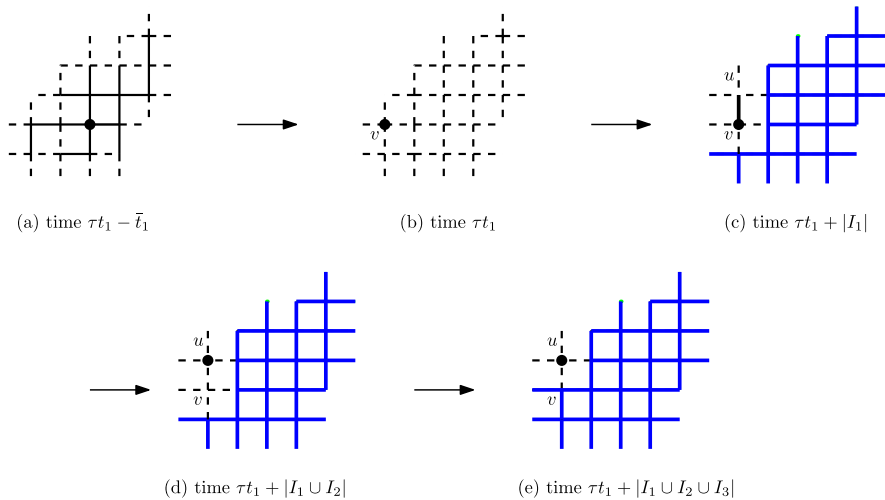 v
u
v
(a) time τt₁ − t̄₁
(b) time τt₁
(c) time τt₁ + |I₁|
u
v
u
v
(d) time τt₁ + |I₁ ∪ I₂|
(e) time τt₁ + |I₁ ∪ I₂ ∪ I₃|